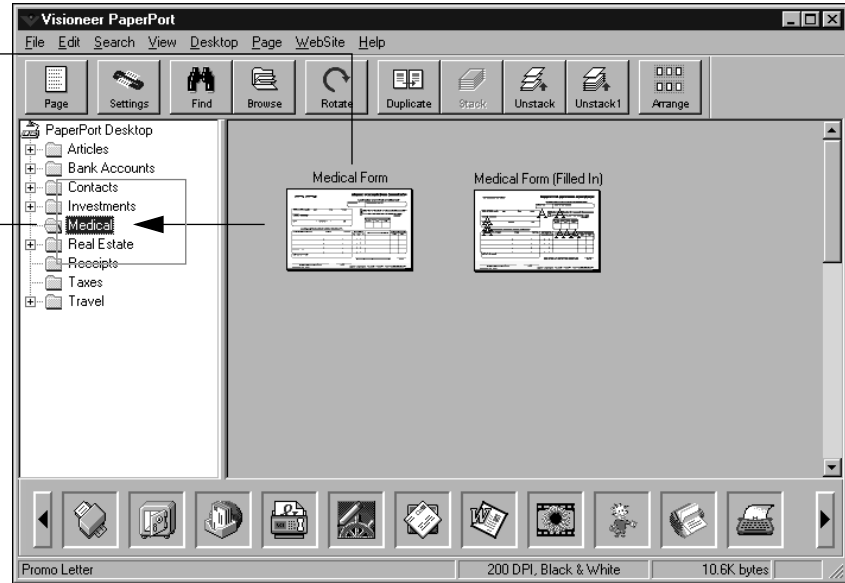 Visioneer PaperPort
File Edit Search View Desktop Page WebSite Help
Page Settings Find Browse Rotate Duplicate Stack Unstack Unstack1 Arrange
PaperPort Desktop
Articles
Bank Accounts
Contacts
Investments
Medical
Real Estate
Receipts
Taxes
Travel
Medical Form
Medical Form (Filled In)
Promo Letter
200 DPI, Black & White
10.6K bytes